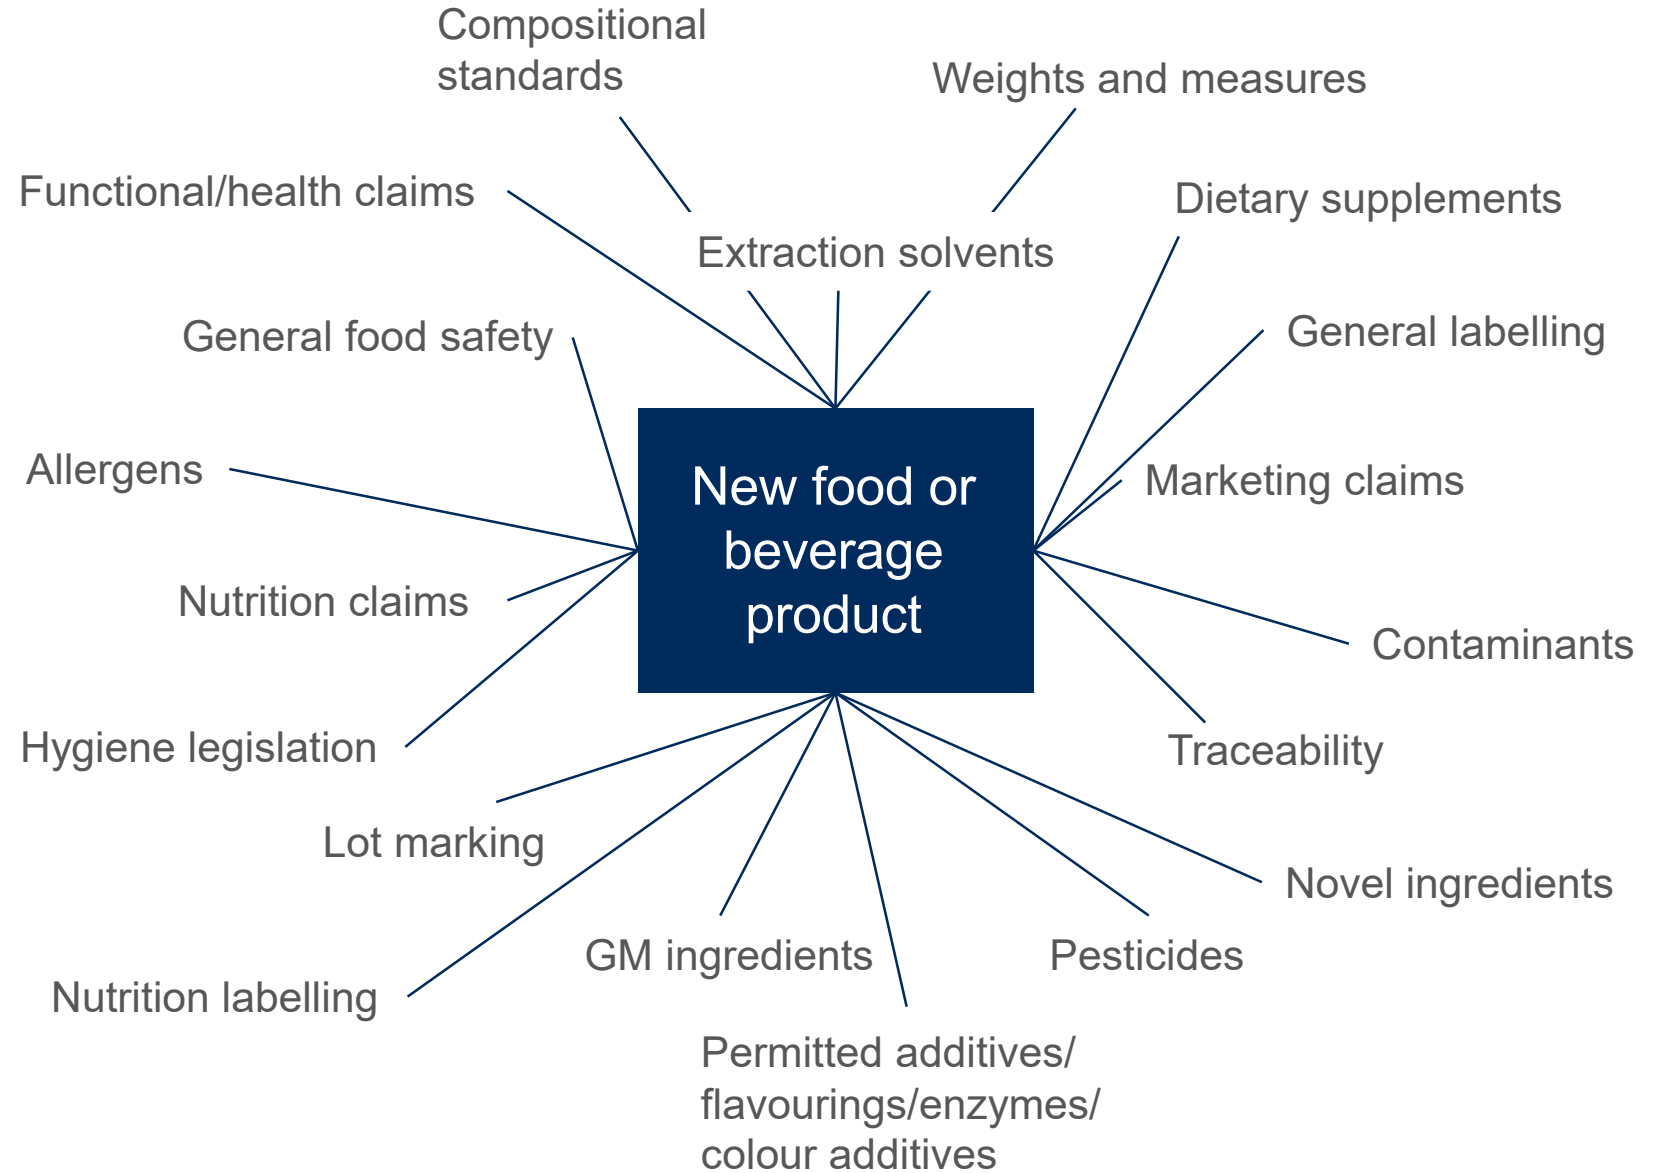 Compositional
standards
Weights and measures
Functional/health claims
Dietary supplements
Extraction solvents
General food safety
General labelling
Allergens
New food or
beverage
product
Marketing claims
Nutrition claims
Contaminants
Hygiene legislation
Traceability
Lot marking
Novel ingredients
GM ingredients
Pesticides
Nutrition labelling
Permitted additives/
flavourings/enzymes/
colour additives